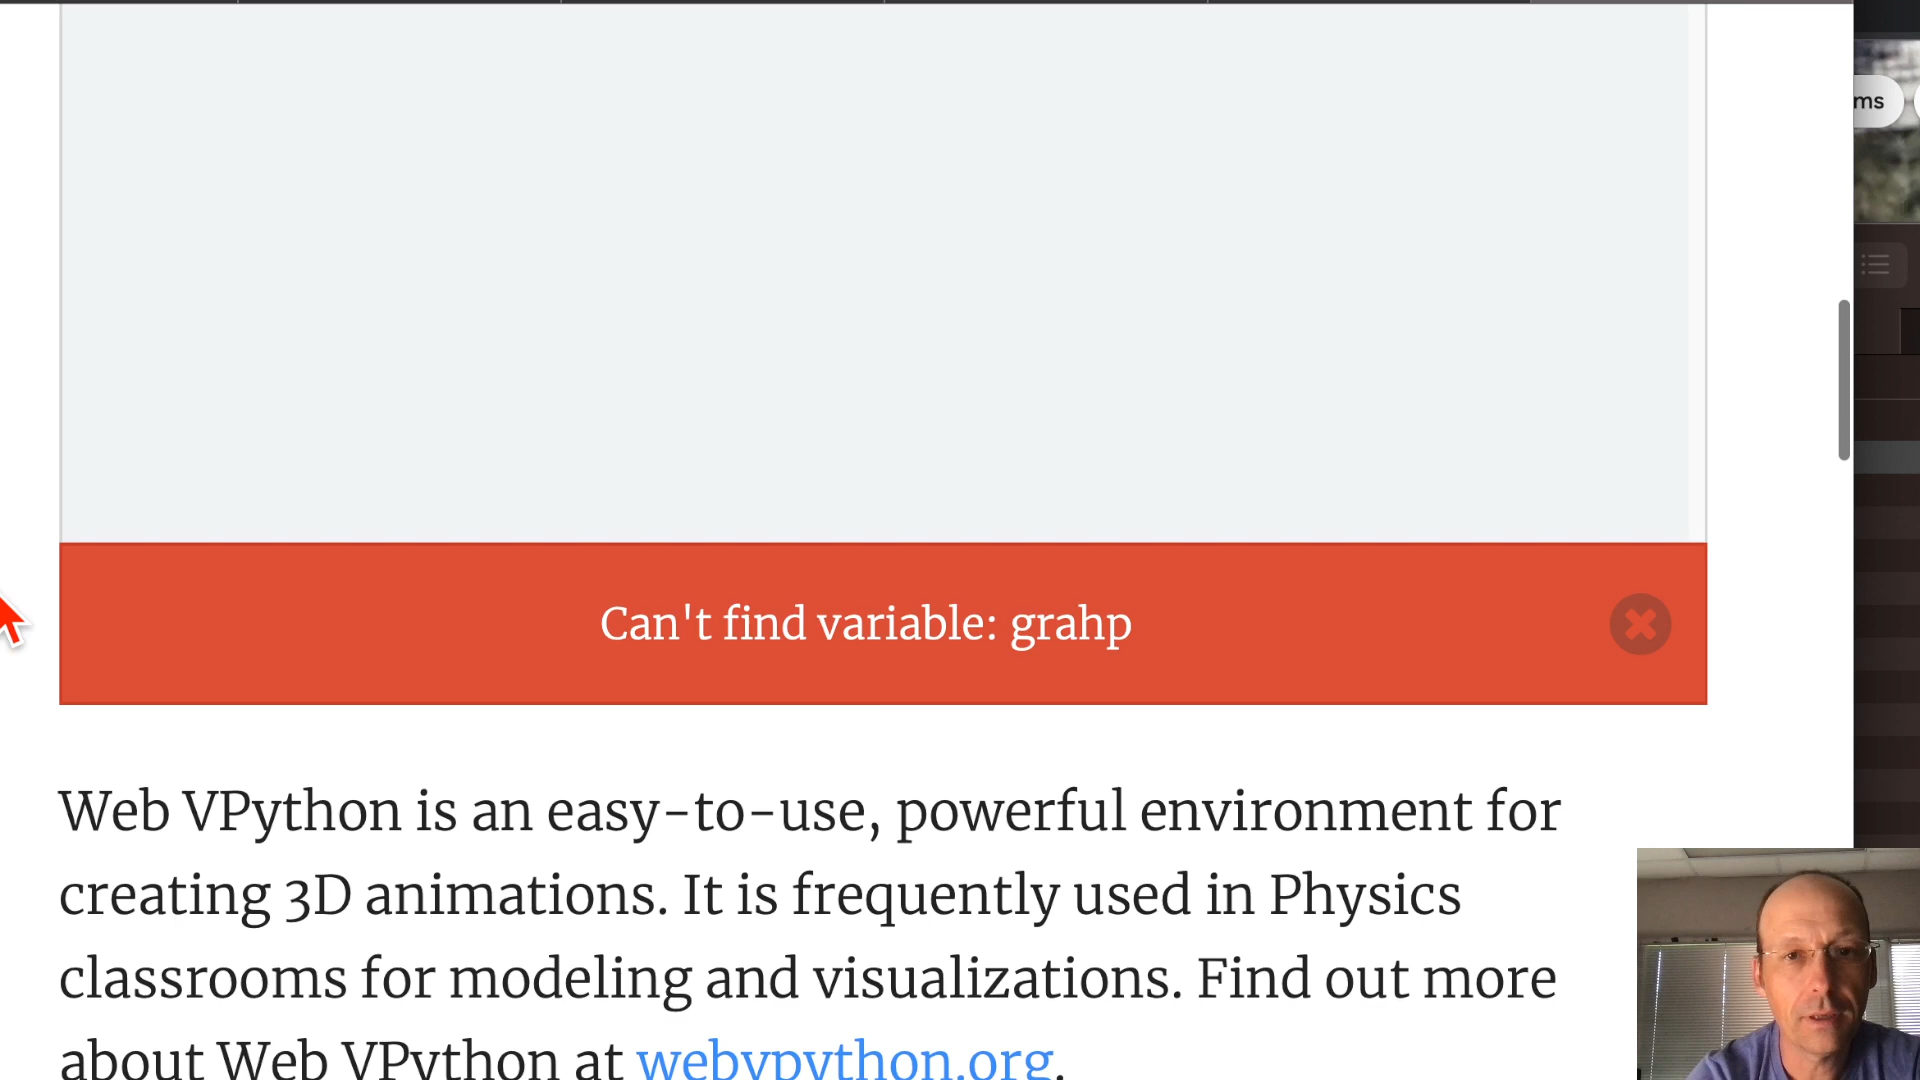 ms
Can't find variable: grahp
Web VPython is an easy-to-use, powerful environment for
creating 3D animations. It is frequently used in Physics
classrooms for modeling and visualizations. Find out more
about Web VPython at webvpython.org.